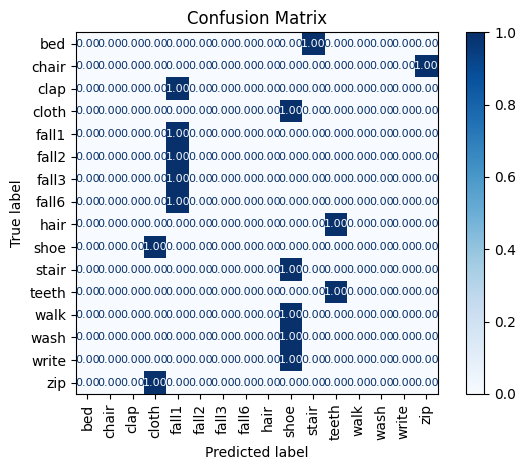 Confusion Matrix
bed 0.00 0.00 0.00 0.00 0.00 0.00 0.00 0.00 0.00 0.00 1.00 0.00 0.00 0.00 0.00 0.00
chair 0.00 0.00 0.00 0.00 0.00 0.00 0.00 0.00 0.00 0.00 0.00 0.00 0.00 0.00 0.00 1.00
clap 0.00 0.00 0.00 0.00 1.00 0.00 0.00 0.00 0.00 0.00 0.00 0.00 0.00 0.00 0.00 0.00
cloth 0.00 0.00 0.00 0.00 0.00 0.00 0.00 0.00 0.00 1.00 0.00 0.00 0.00 0.00 0.00 0.00
fall1 0.00 0.00 0.00 0.00 1.00 0.00 0.00 0.00 0.00 0.00 0.00 0.00 0.00 0.00 0.00 0.00
fall2 0.00 0.00 0.00 0.00 1.00 0.00 0.00 0.00 0.00 0.00 0.00 0.00 0.00 0.00 0.00 0.00
fall3 0.00 0.00 0.00 0.00 1.00 0.00 0.00 0.00 0.00 0.00 0.00 0.00 0.00 0.00 0.00 0.00
fall6 0.00 0.00 0.00 0.00 1.00 0.00 0.00 0.00 0.00 0.00 0.00 0.00 0.00 0.00 0.00 0.00
hair 0.00 0.00 0.00 0.00 0.00 0.00 0.00 0.00 0.00 0.00 0.00 1.00 0.00 0.00 0.00 0.00
shoe 0.00 0.00 0.00 1.00 0.00 0.00 0.00 0.00 0.00 0.00 0.00 0.00 0.00 0.00 0.00 0.00
stair 0.00 0.00 0.00 0.00 0.00 0.00 0.00 0.00 0.00 1.00 0.00 0.00 0.00 0.00 0.00 0.00
teeth 0.00 0.00 0.00 0.00 0.00 0.00 0.00 0.00 0.00 0.00 0.00 1.00 0.00 0.00 0.00 0.00
walk 0.00 0.00 0.00 0.00 0.00 0.00 0.00 0.00 0.00 1.00 0.00 0.00 0.00 0.00 0.00 0.00
wash 0.00 0.00 0.00 0.00 0.00 0.00 0.00 0.00 0.00 1.00 0.00 0.00 0.00 0.00 0.00 0.00
write 0.00 0.00 0.00 0.00 0.00 0.00 0.00 0.00 0.00 1.00 0.00 0.00 0.00 0.00 0.00 0.00
zip 0.00 0.00 0.00 1.00 0.00 0.00 0.00 0.00 0.00 0.00 0.00 0.00 0.00 0.00 0.00 0.00
bed chair clap cloth fall1 fall2 fall3 fall6 hair shoe stair teeth walk wash write zip
Predicted label
True label
1.0
0.8
0.6
0.4
0.2
0.0